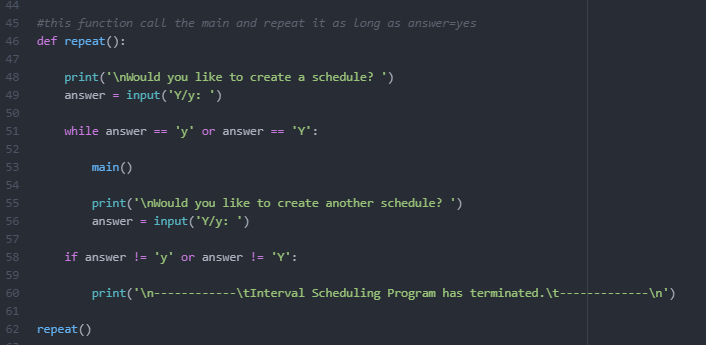 44
45 #this function call the main and repeat it as long as answer=yes
46 def repeat():
47
48     print('\nWould you like to create a schedule? ')
49     answer = input('Y/y: ')
50
51     while answer == 'y' or answer == 'Y':
52
53         main()
54
55         print('\nWould you like to create another schedule? ')
56         answer = input('Y/y: ')
57
58     if answer != 'y' or answer != 'Y':
59
60         print('\n------------\tInterval Scheduling Program has terminated.\t-------------\n')
61
62 repeat()